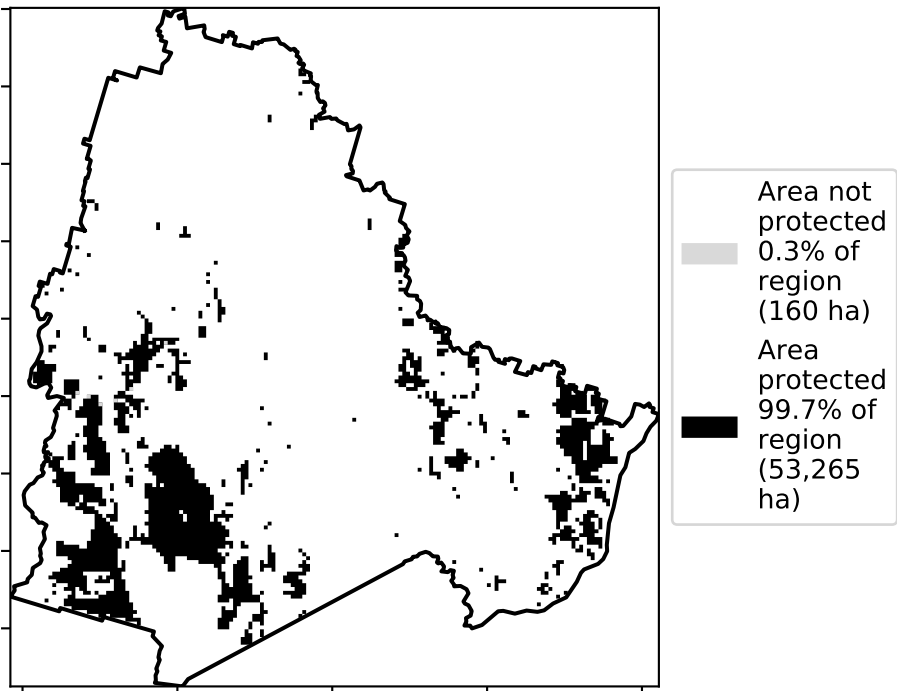 Area not
protected
0.3% of
region
(160 ha)
Area
protected
99.7% of
region
(53,265
ha)